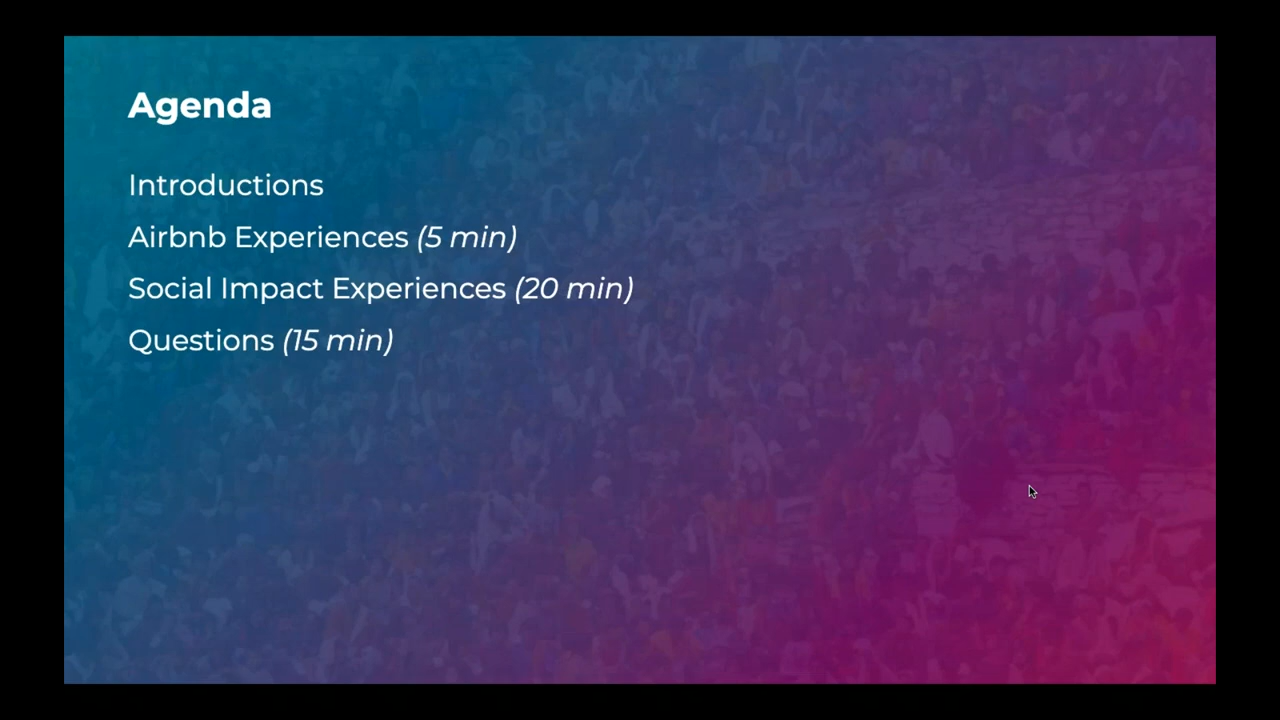 Agenda
Introductions
Airbnb Experiences (5 min)
Social Impact Experiences (20 min)
Questions (15 min)